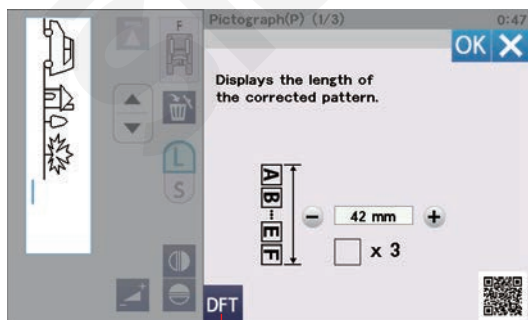 Pictograph(P) (1/3)
0:47
F
OK
Displays the length of
the corrected pattern.
L
S
A
B
E
F
42 mm
x 3
DFT